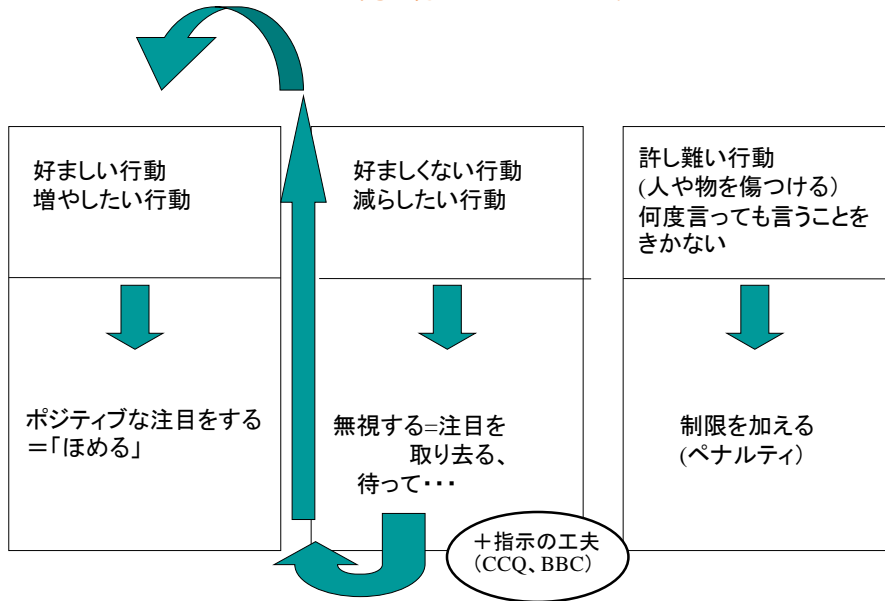 好ましい行動
増やしたい行動
好ましくない行動
減らしたい行動
許し難い行動
(人や物を傷つける)
何度言っても言うことを
きかない
ポジティブな注目をする
=「ほめる」
無視する=注目を
取り去る、
待って・・・
制限を加える
(ペナルティ)
+指示の工夫
(CCQ、BBC)